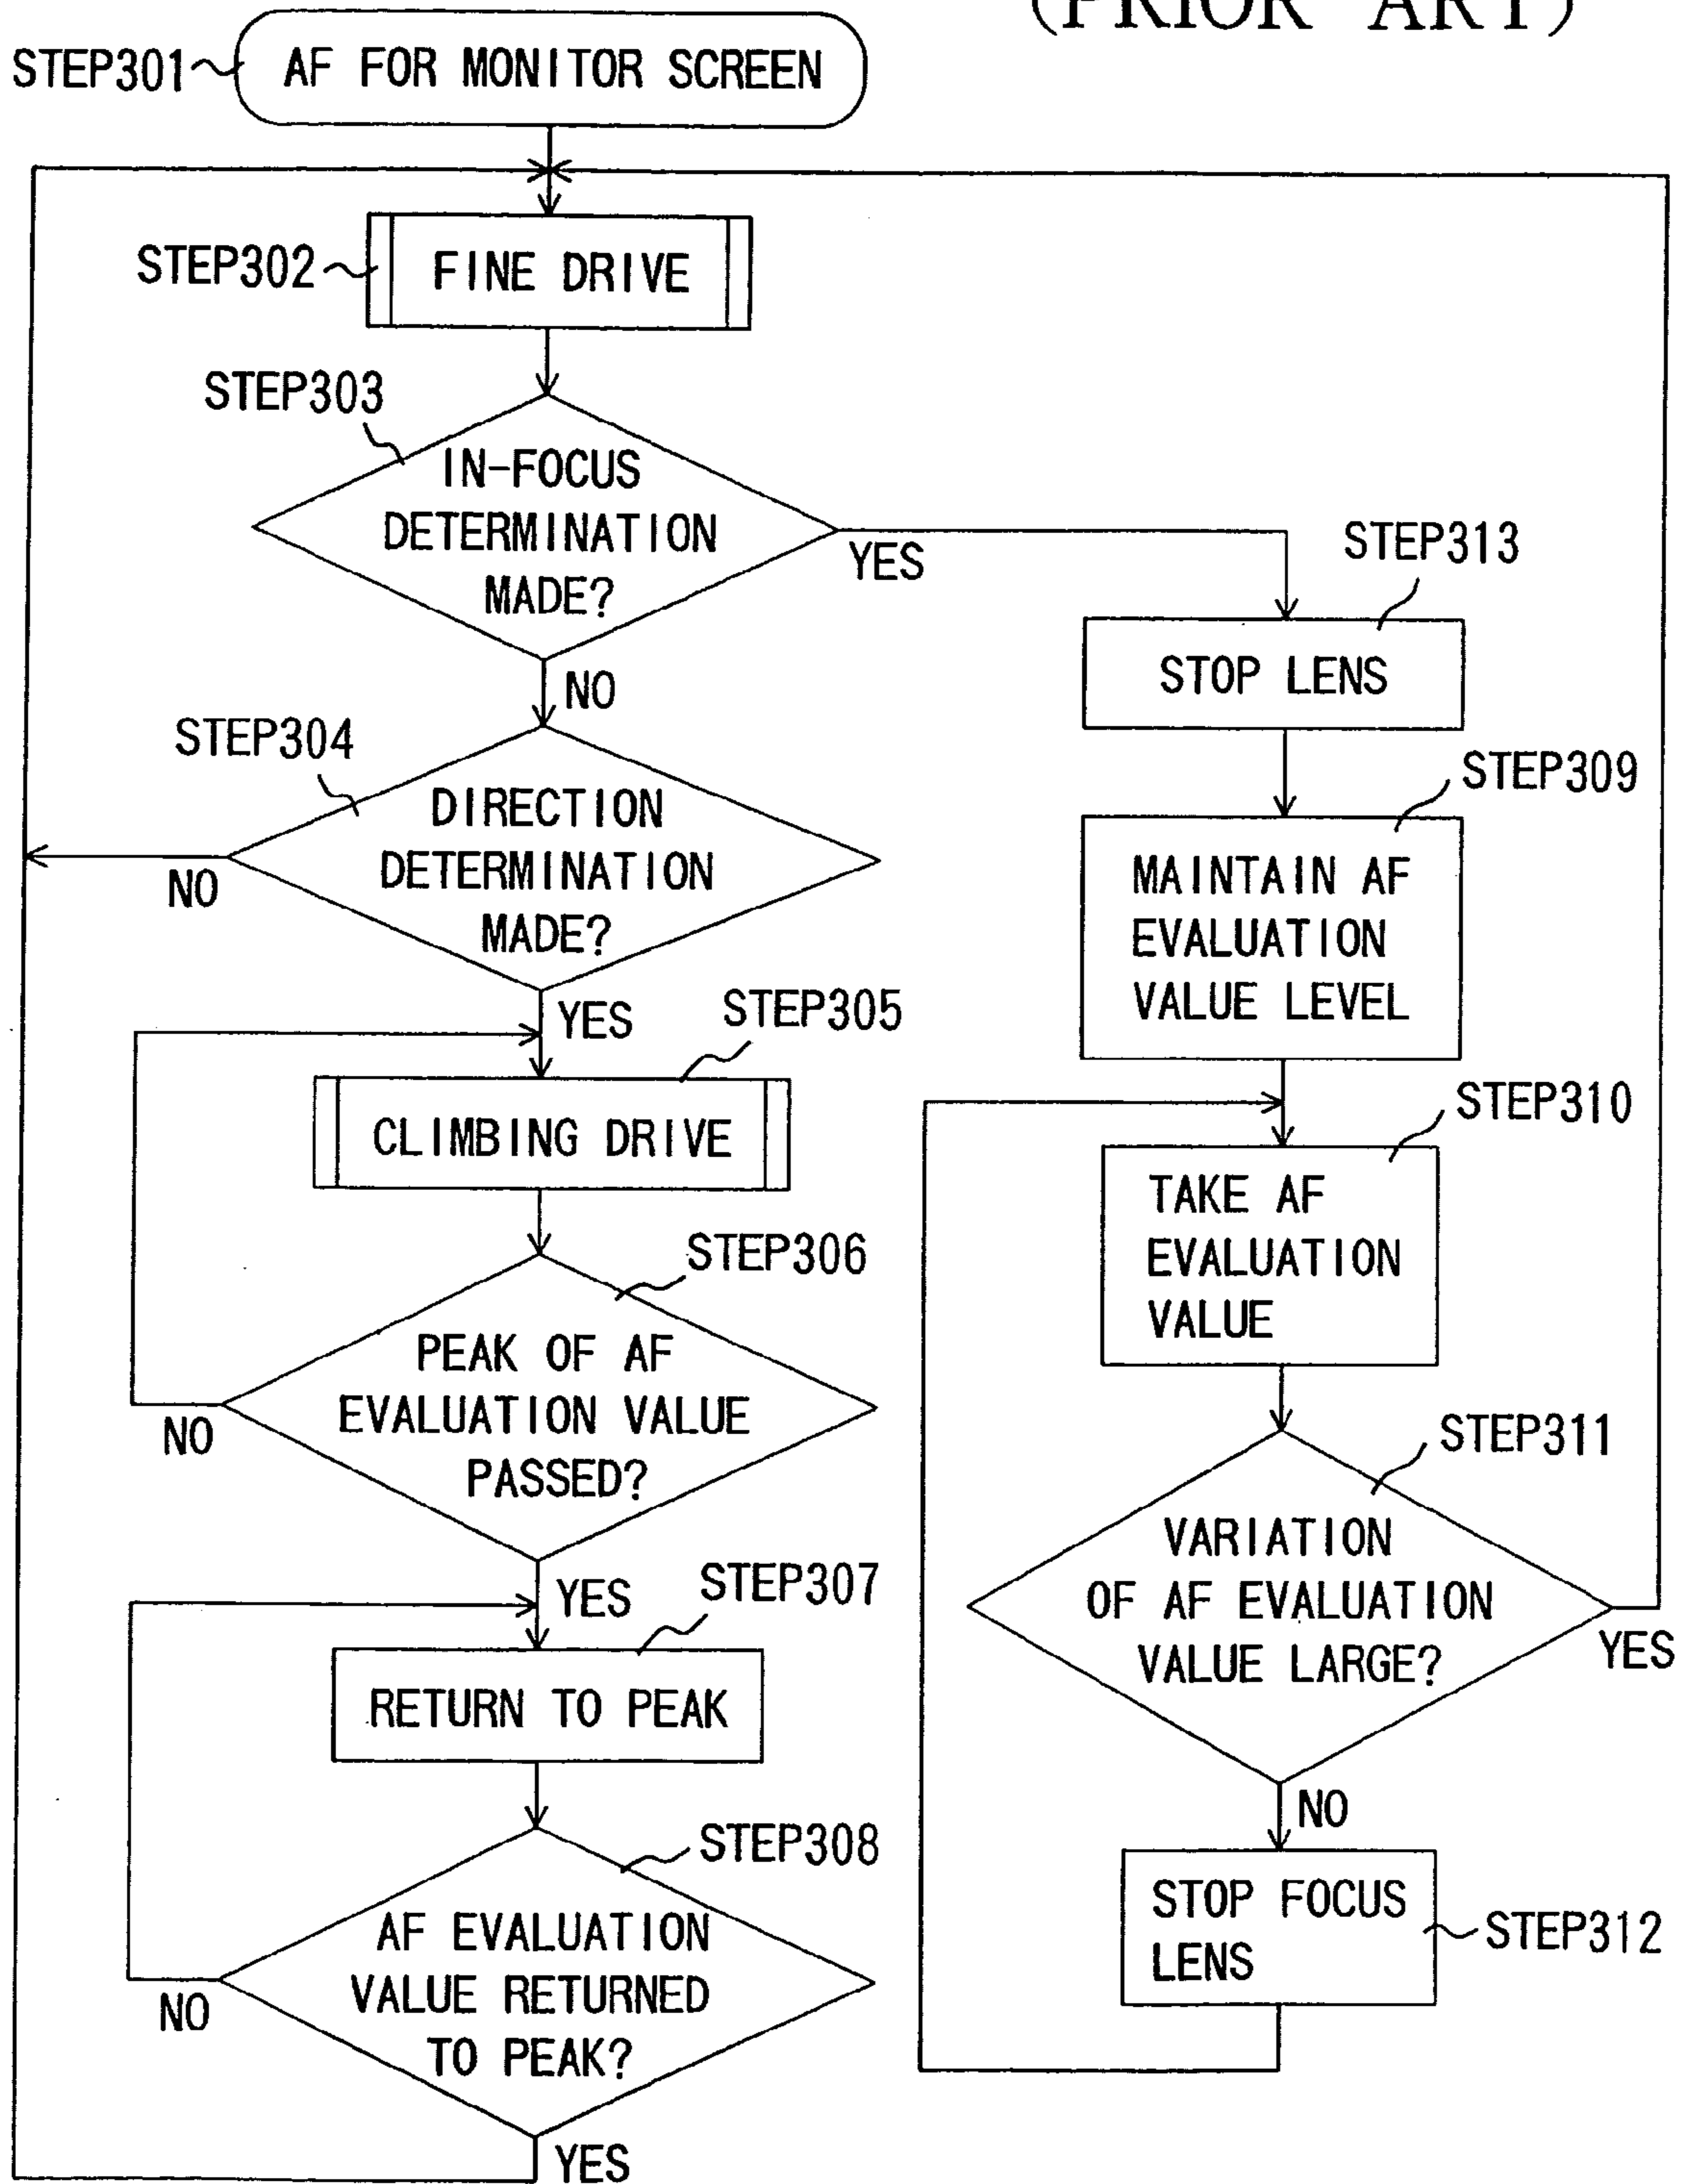 (PRIOR ART)
STEP301
AF FOR MONITOR SCREEN
STEP302
FINE DRIVE
STEP303
IN-FOCUS
DETERMINATION
MADE?
YES
NO
STEP304
DIRECTION
DETERMINATION
MADE?
NO
YES
STEP305
CLIMBING DRIVE
STEP306
PEAK OF AF
EVALUATION VALUE
PASSED?
NO
YES
STEP307
RETURN TO PEAK
STEP308
AF EVALUATION
VALUE RETURNED
TO PEAK?
NO
YES
STEP313
STOP LENS
STEP309
MAINTAIN AF
EVALUATION
VALUE LEVEL
STEP310
TAKE AF
EVALUATION
VALUE
STEP311
VARIATION
OF AF EVALUATION
VALUE LARGE?
YES
NO
STOP FOCUS
LENS
STEP312